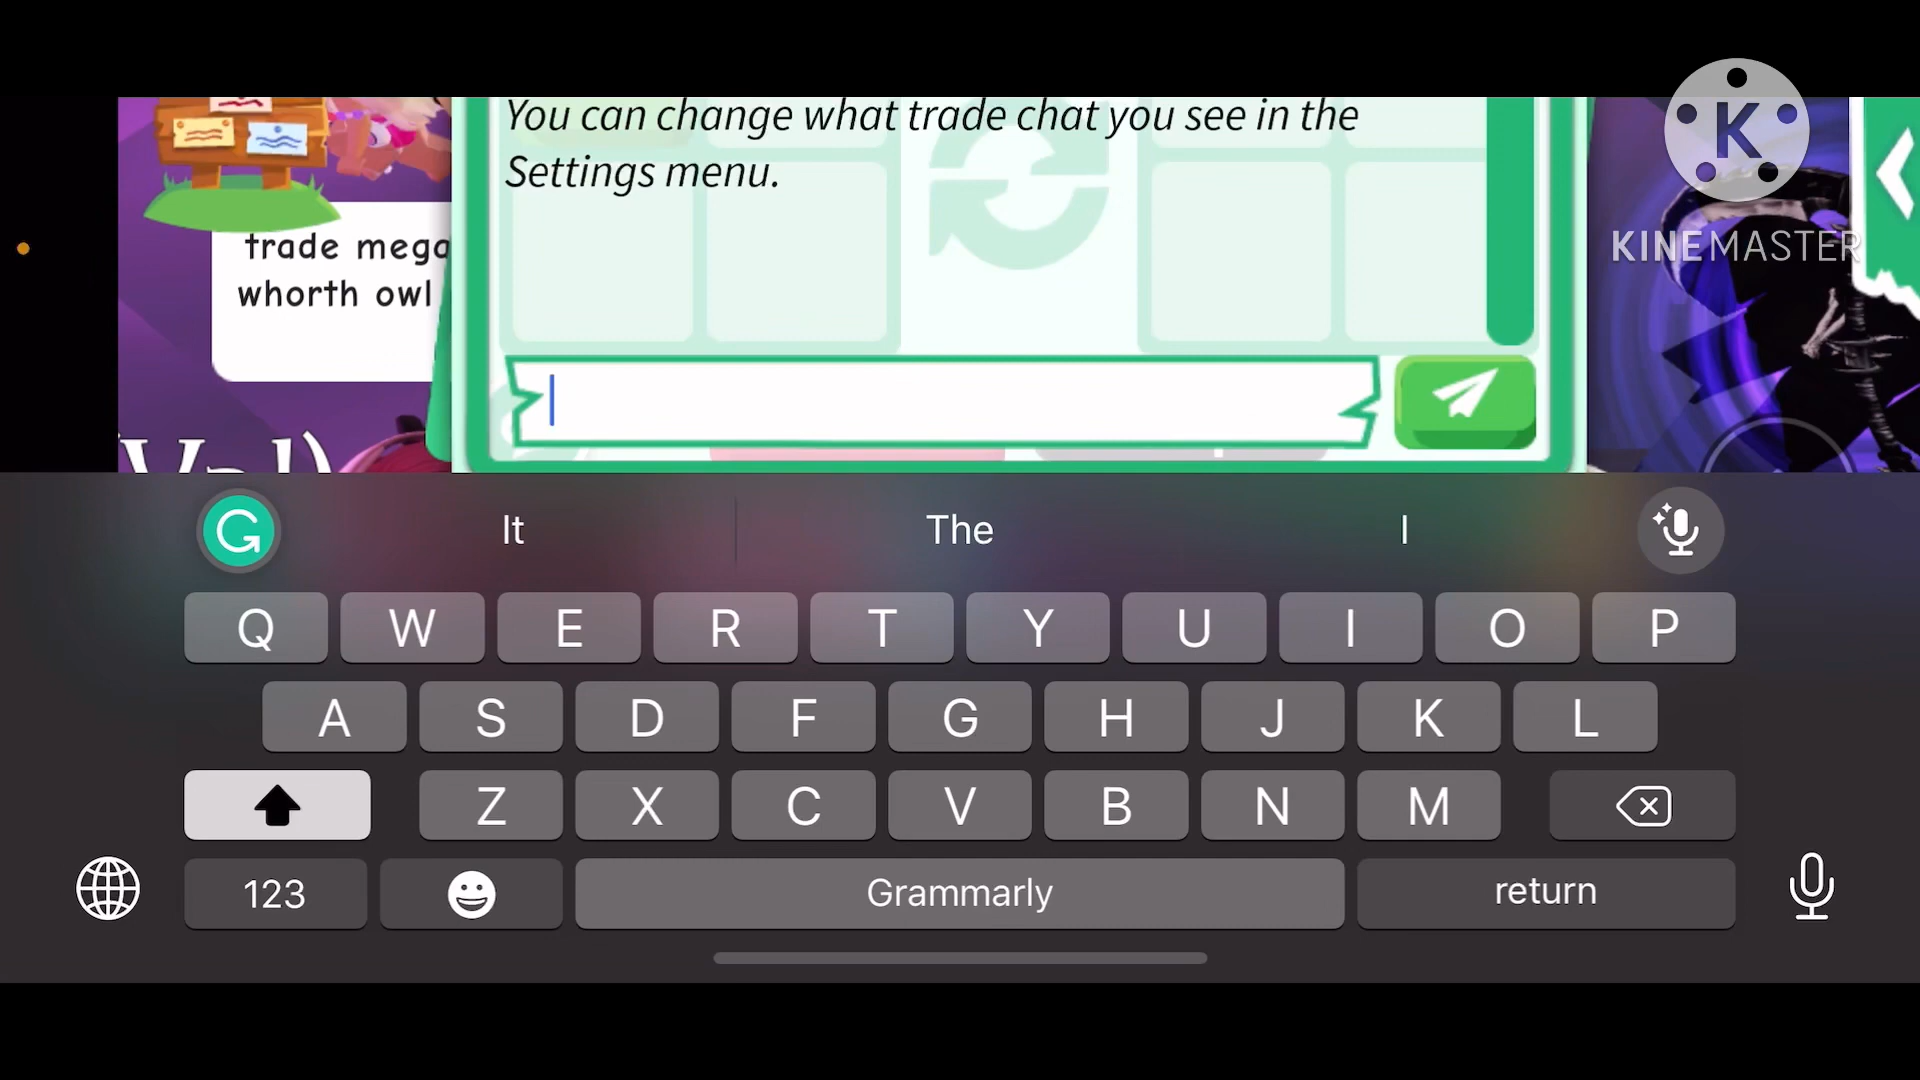 You can change what trade chat you see in the
Settings menu.
K
KINEMASTER
trade mega
whorth owl
Val)
It
The
I
Q W E R T Y U I O P
A S D F G H J K L
Z X C V B N M
123
Grammarly
return